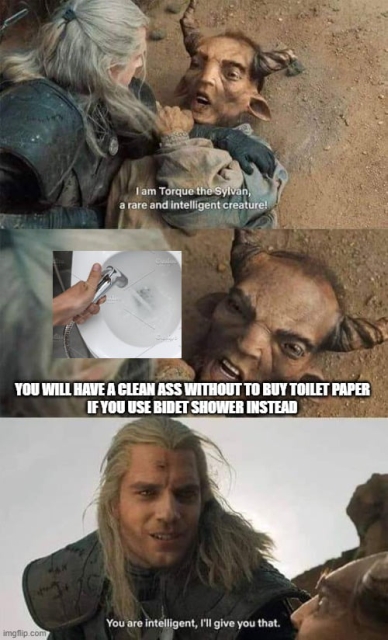 I am Torque the Sylvan,
a rare and intelligent creature!
YOU WILL HAVE A CLEAN ASS WITHOUT TO BUY TOILET PAPER
IF YOU USE BIDET SHOWER INSTEAD
You are intelligent, I'll give you that.
imgflip.com